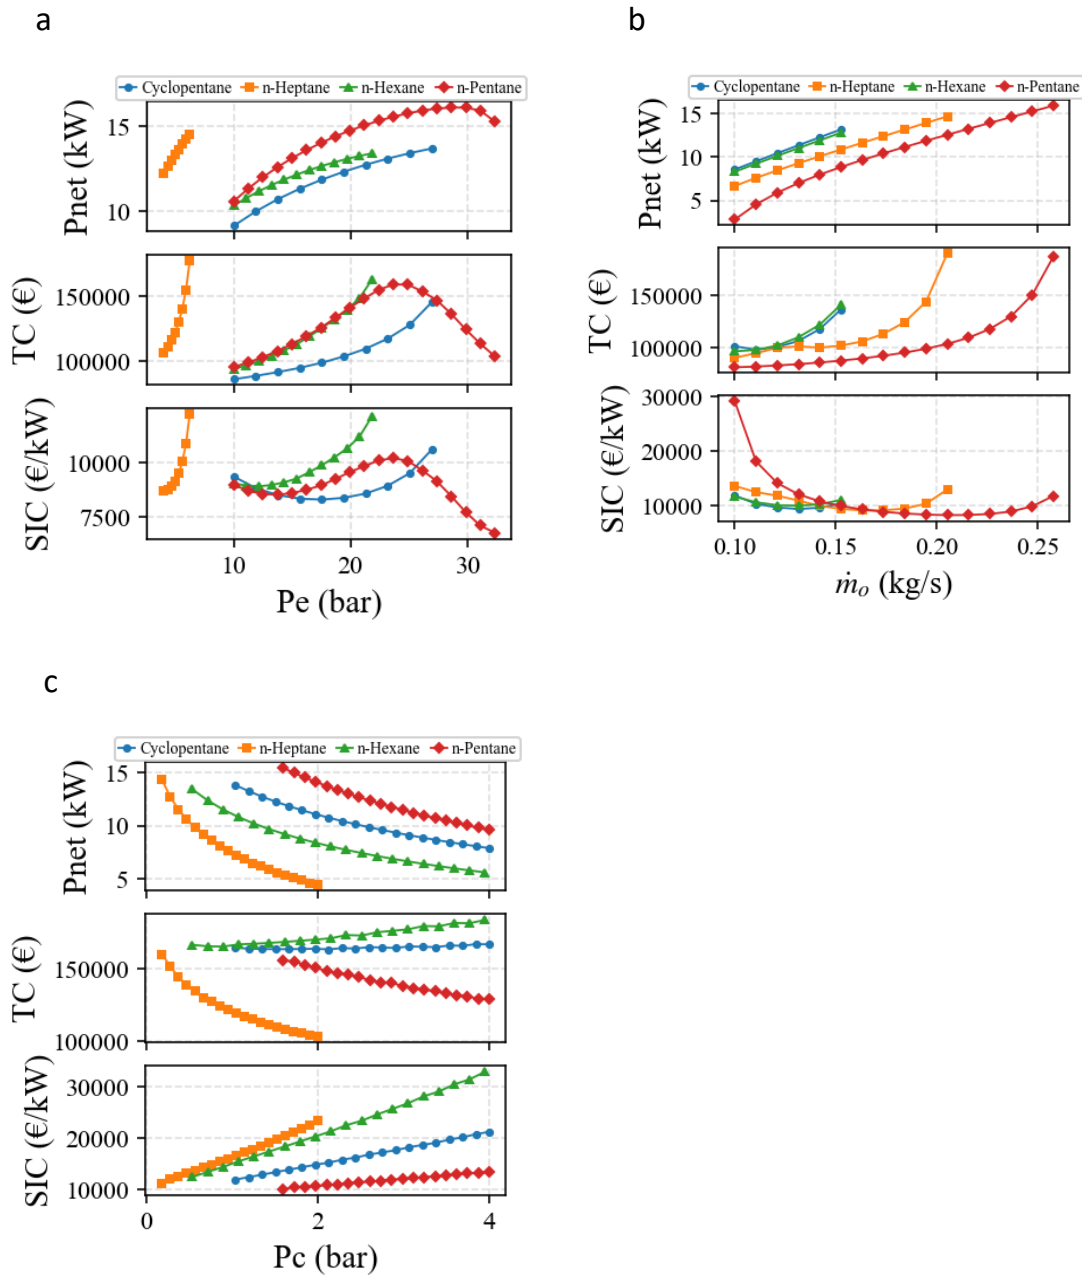 a
Cyclopentane n-Heptane n-Hexane n-Pentane
Pnet (kW)
15
10
TC (€)
150000
100000
SIC (€/kW)
10000
7500
10 20 30
Pe (bar)
b
Cyclopentane n-Heptane n-Hexane n-Pentane
Pnet (kW)
15
10
5
TC (€)
150000
100000
SIC (€/kW)
30000
20000
10000
0.10 0.15 0.20 0.25
ṁₒ (kg/s)
c
Cyclopentane n-Heptane n-Hexane n-Pentane
Pnet (kW)
15
10
5
TC (€)
150000
100000
SIC (€/kW)
30000
20000
10000
0 2 4
Pc (bar)